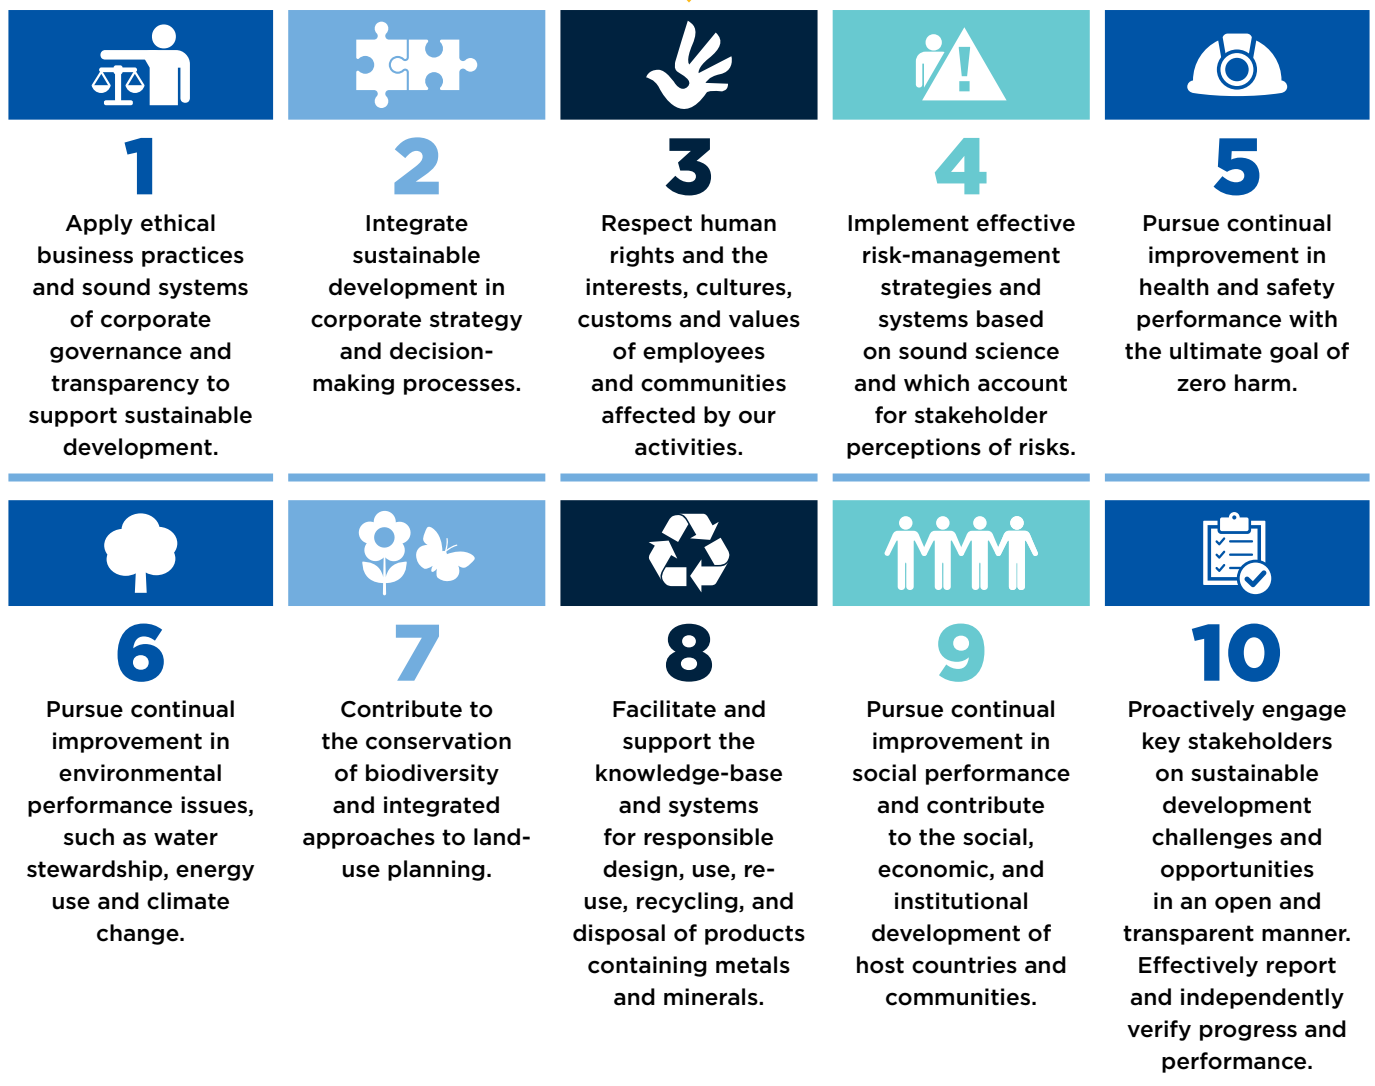 1
Apply ethical
business practices
and sound systems
of corporate
governance and
transparency to
support sustainable
development.
2
Integrate
sustainable
development in
corporate strategy
and decision-
making processes.
3
Respect human
rights and the
interests, cultures,
customs and values
of employees
and communities
affected by our
activities.
4
Implement effective
risk-management
strategies and
systems based
on sound science
and which account
for stakeholder
perceptions of risks.
5
Pursue continual
improvement in
health and safety
performance with
the ultimate goal of
zero harm.
6
Pursue continual
improvement in
environmental
performance issues,
such as water
stewardship, energy
use and climate
change.
7
Contribute to
the conservation
of biodiversity
and integrated
approaches to land-
use planning.
8
Facilitate and
support the
knowledge-base
and systems
for responsible
design, use, re-
use, recycling, and
disposal of products
containing metals
and minerals.
9
Pursue continual
improvement in
social performance
and contribute
to the social,
economic, and
institutional
development of
host countries and
communities.
10
Proactively engage
key stakeholders
on sustainable
development
challenges and
opportunities
in an open and
transparent manner.
Effectively report
and independently
verify progress and
performance.